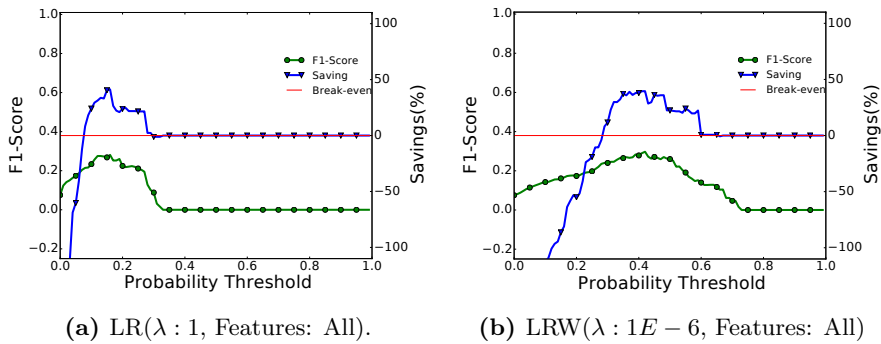 1.0
0.8
0.6
0.4
0.2
0.0
−0.2
F1-Score
100
50
0
−50
−100
Savings(%)
F1-Score
Saving
Break-even
0.0 0.2 0.4 0.6 0.8 1.0
Probability Threshold
(a) LR(λ : 1, Features: All).
1.0
0.8
0.6
0.4
0.2
0.0
−0.2
F1-Score
100
50
0
−50
−100
Savings(%)
F1-Score
Saving
Break-even
0.0 0.2 0.4 0.6 0.8 1.0
Probability Threshold
(b) LRW(λ : 1E − 6, Features: All)